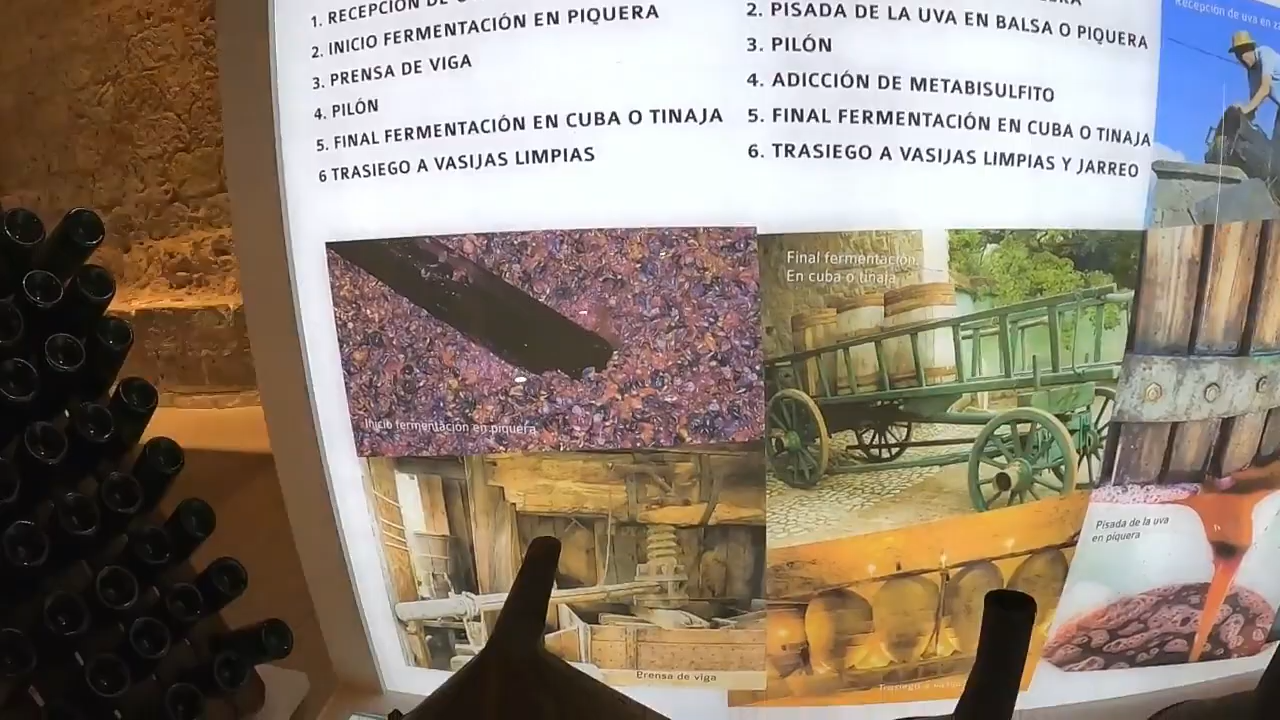 1. RECEPCIÓN DE
2. INICIO FERMENTACIÓN EN PIQUERA
3. PRENSA DE VIGA
4. PILÓN
5. FINAL FERMENTACIÓN EN CUBA O TINAJA
6 TRASIEGO A VASIJAS LIMPIAS
2. PISADA DE LA UVA EN BALSA O PIQUERA
3. PILÓN
4. ADICCIÓN DE METABISULFITO
5. FINAL FERMENTACIÓN EN CUBA O TINAJA
6. TRASIEGO A VASIJAS LIMPIAS Y JARREO
Recepción de uva en
Inicio fermentación en piquera
Final fermentación.
En cuba o tinaja
Pisada de la uva
en piquera
Prensa de viga
Trasiego a